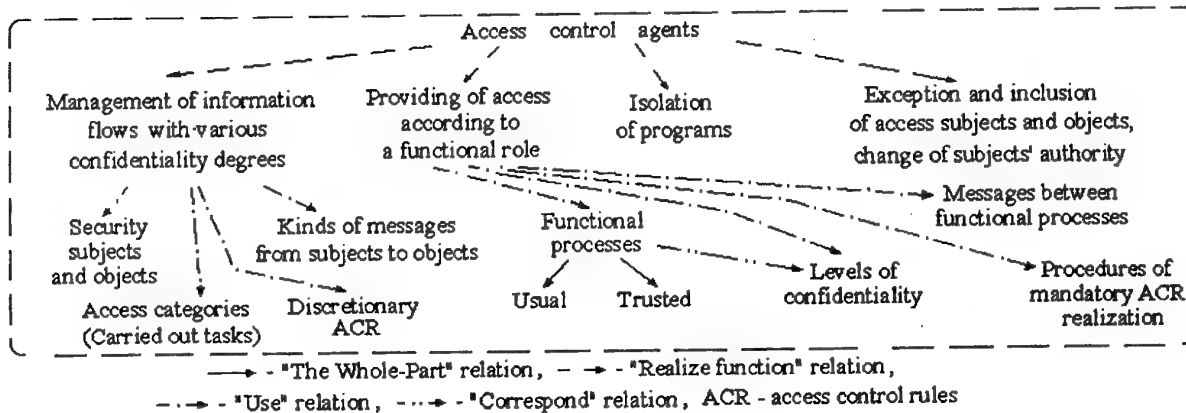 Access control agents
Management of information
flows with various
confidentiality degrees
Providing of access
according to
a functional role
Isolation
of programs
Exception and inclusion
of access subjects and objects,
change of subjects' authority
Security
subjects
and objects
Kinds of messages
from subjects to objects
Functional
processes
Messages between
functional processes
Access categories
(Carried out tasks)
Discretionary
ACR
Usual
Trusted
Levels of
confidentiality
Procedures of
mandatory ACR
realization
- "The Whole-Part" relation, - "Realize function" relation,
- "Use" relation, - "Correspond" relation, ACR - access control rules